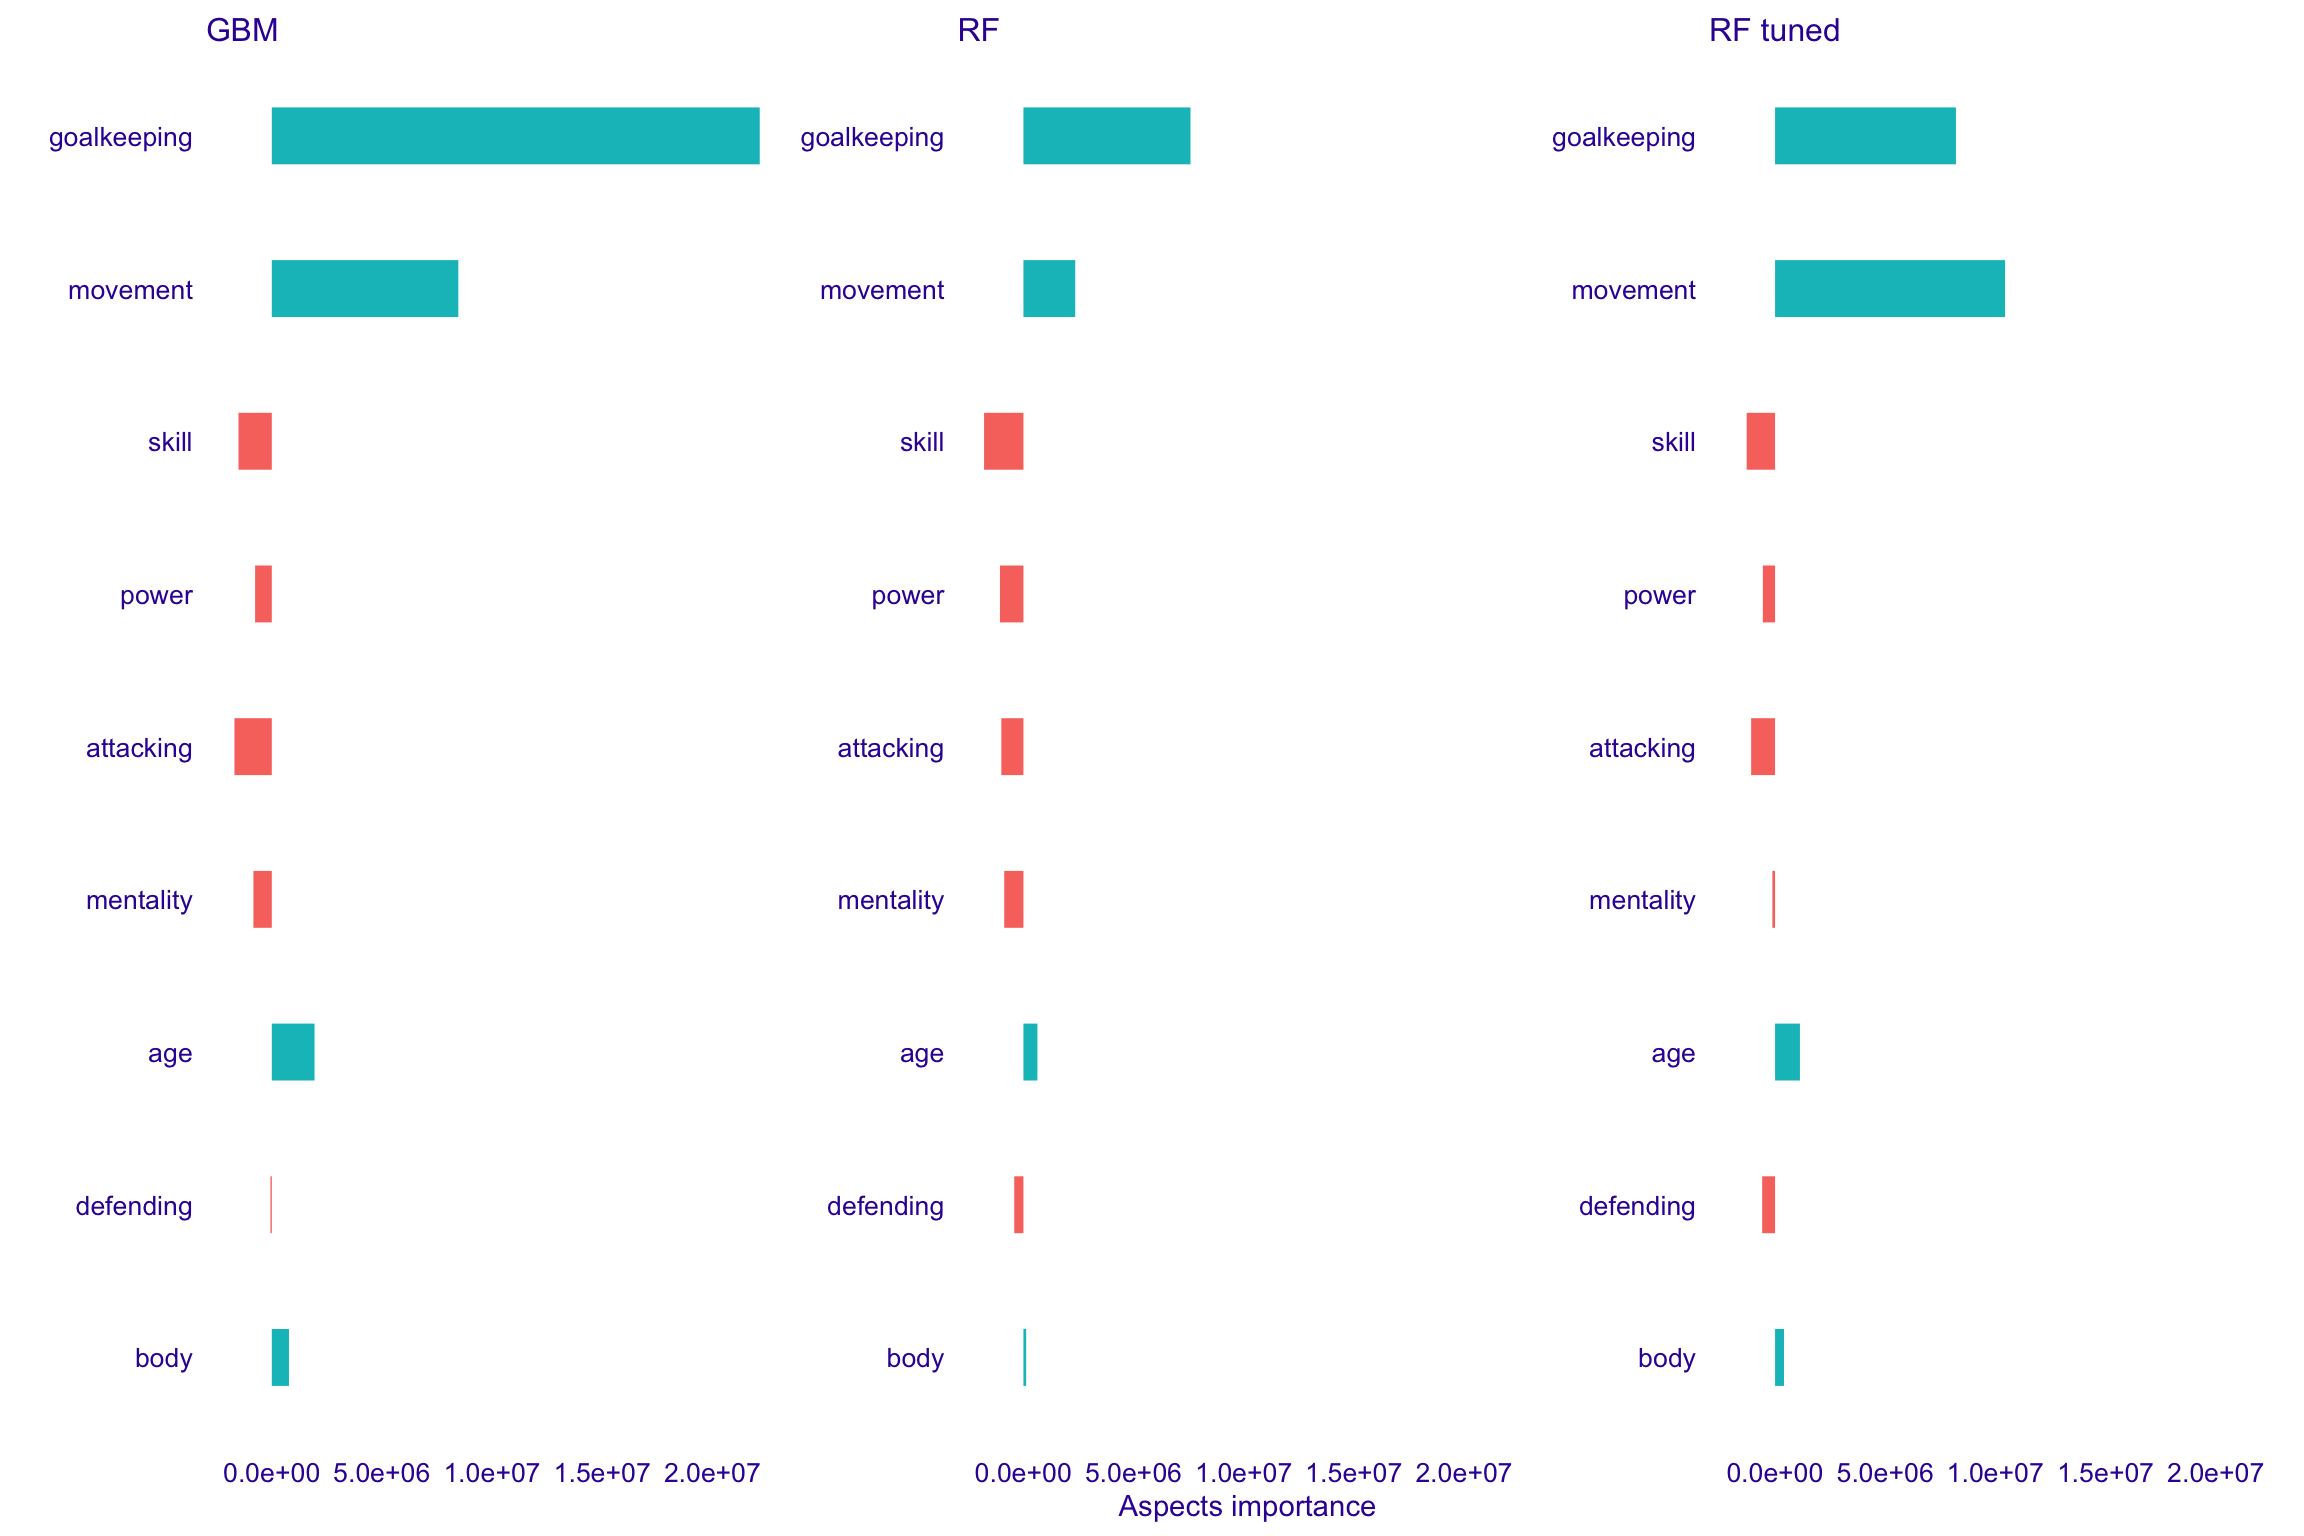 GBM RF RF tuned
goalkeeping goalkeeping goalkeeping
movement movement movement
skill skill skill
power power power
attacking attacking attacking
mentality mentality mentality
age age age
defending defending defending
body body body
0.0e+00 5.0e+06 1.0e+07 1.5e+07 2.0e+07 0.0e+00 5.0e+06 1.0e+07 1.5e+07 2.0e+07 0.0e+00 5.0e+06 1.0e+07 1.5e+07 2.0e+07
Aspects importance